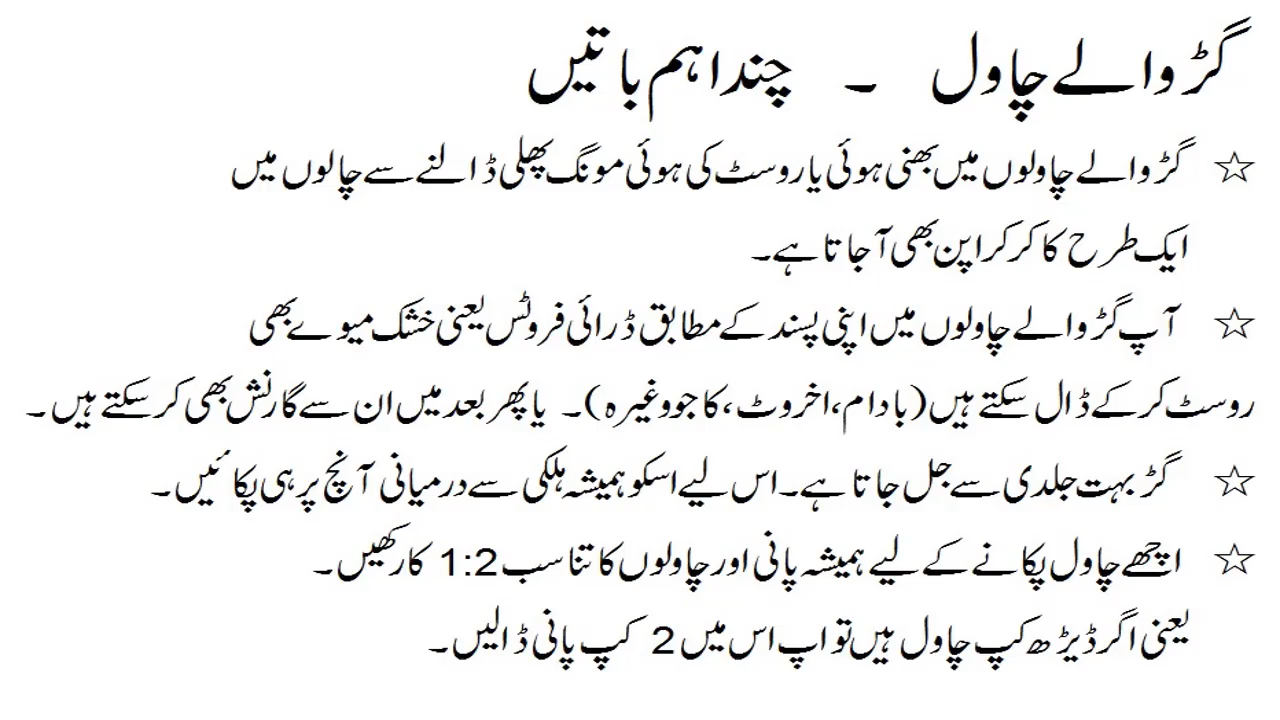 گڑ والے چاول ۔ چند اہم باتیں
☆ گڑ والے چاولوں میں بھنی ہوئی یا روسٹ کی ہوئی مونگ پھلی ڈالنے سے چالوں میں
ایک طرح کا کرکرا پن بھی آ جاتا ہے۔
☆ آپ گڑ والے چاولوں میں اپنی پسند کے مطابق ڈرائی فروٹس یعنی خشک میوے بھی
روسٹ کر کے ڈال سکتے ہیں (بادام، اخروٹ، کاجو وغیرہ)۔ یا پھر بعد میں ان سے گارنش بھی کر سکتے ہیں۔
☆ گڑ بہت جلدی سے جل جاتا ہے۔ اس لیے اسکو ہمیشہ ہلکی سے درمیانی آنچ پر ہی پکائیں۔
☆ اچھے چاول پکانے کے لیے ہمیشہ پانی اور چاولوں کا تناسب 1:2 کا رکھیں۔
یعنی اگر ڈیڑھ کپ چاول ہیں تو اپ اس میں 2 کپ پانی ڈالیں۔